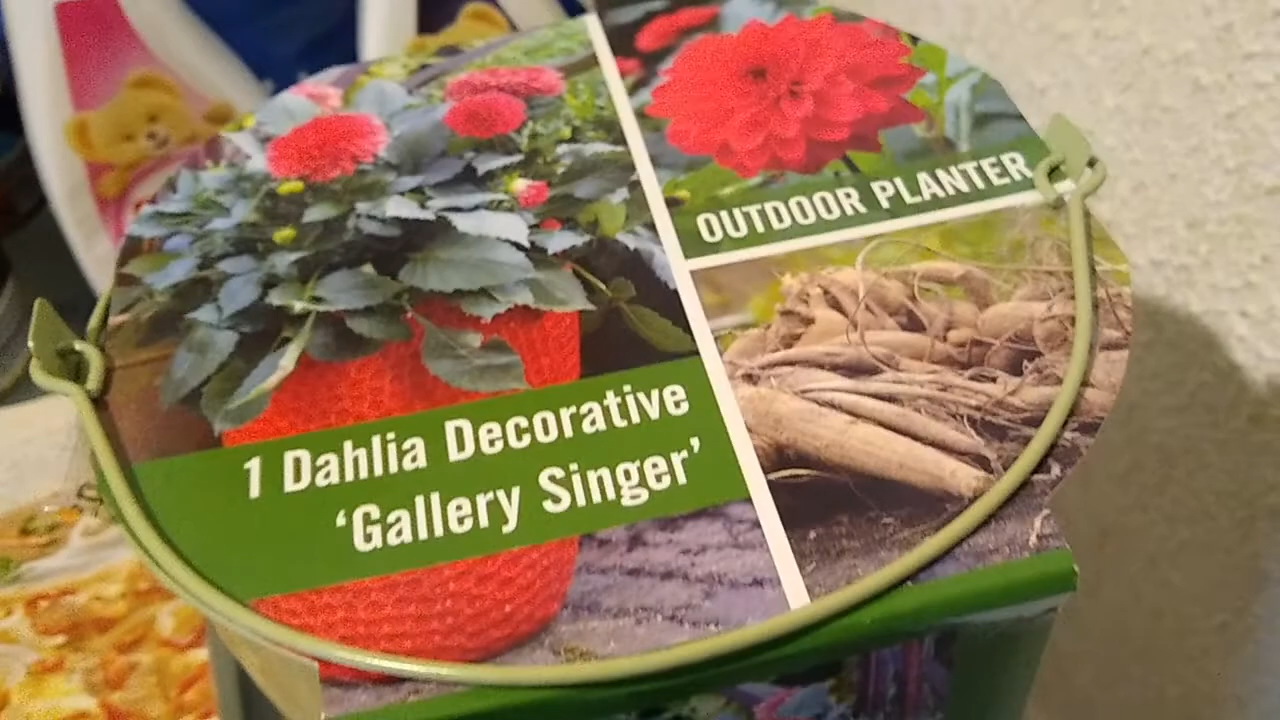 OUTDOOR PLANTER
1 Dahlia Decorative
‘Gallery Singer’